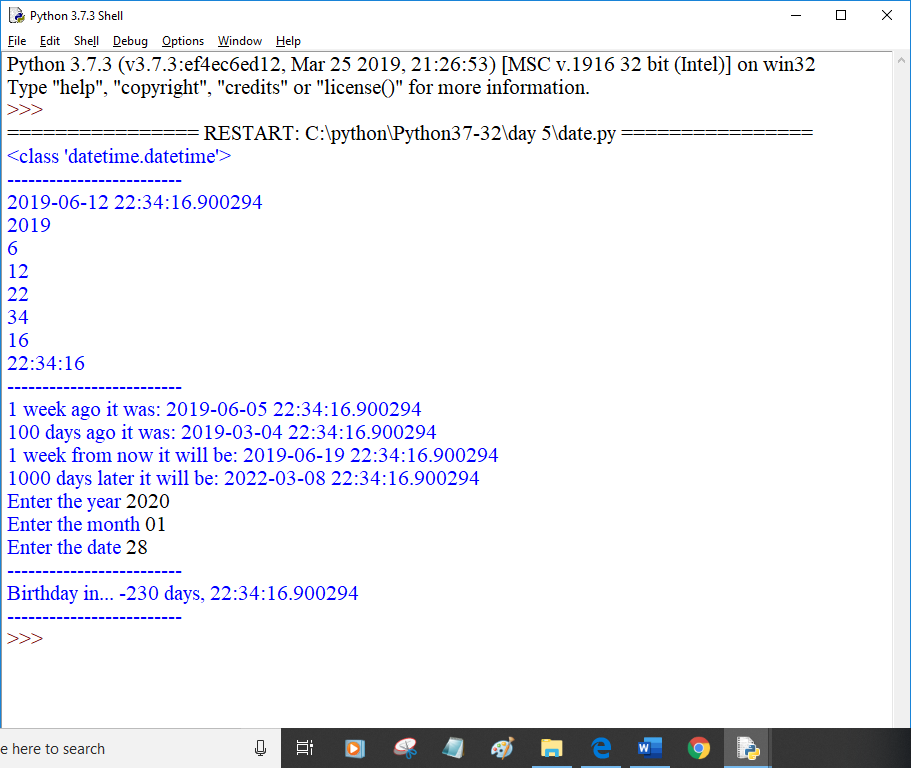 Python 3.7.3 Shell
File Edit Shell Debug Options Window Help
Python 3.7.3 (v3.7.3:ef4ec6ed12, Mar 25 2019, 21:26:53) [MSC v.1916 32 bit (Intel)] on win32
Type "help", "copyright", "credits" or "license()" for more information.
>>>
================ RESTART: C:\python\Python37-32\day 5\date.py ================
<class 'datetime.datetime'>
-------------------------
2019-06-12 22:34:16.900294
2019
6
12
22
34
16
22:34:16
-------------------------
1 week ago it was: 2019-06-05 22:34:16.900294
100 days ago it was: 2019-03-04 22:34:16.900294
1 week from now it will be: 2019-06-19 22:34:16.900294
1000 days later it will be: 2022-03-08 22:34:16.900294
Enter the year 2020
Enter the month 01
Enter the date 28
-------------------------
Birthday in... -230 days, 22:34:16.900294
-------------------------
>>>
e here to search